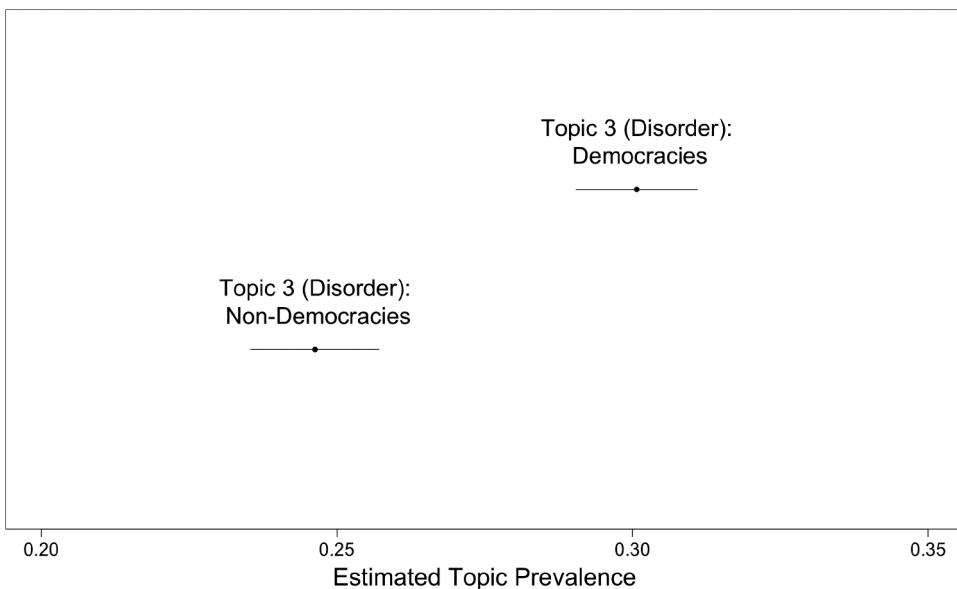 Topic 3 (Disorder):
Democracies
Topic 3 (Disorder):
Non-Democracies
0.20
0.25
0.30
0.35
Estimated Topic Prevalence